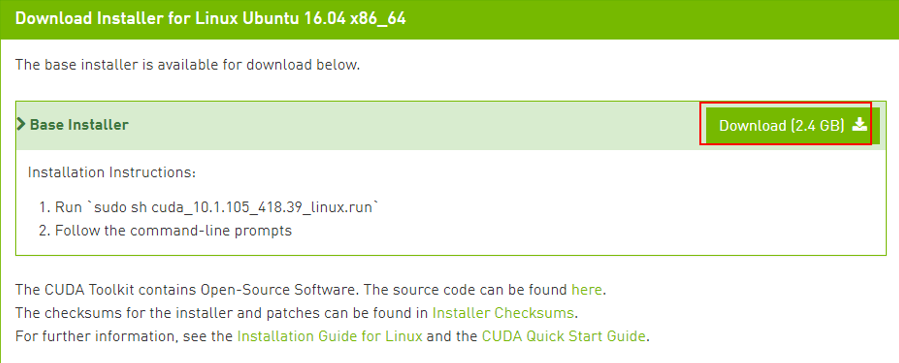 Download Installer for Linux Ubuntu 16.04 x86_64
The base installer is available for download below.
Base Installer
Download (2.4 GB)
Installation Instructions:
1. Run `sudo sh cuda_10.1.105_418.39_linux.run`
2. Follow the command-line prompts
The CUDA Toolkit contains Open-Source Software. The source code can be found here.
The checksums for the installer and patches can be found in Installer Checksums.
For further information, see the Installation Guide for Linux and the CUDA Quick Start Guide.